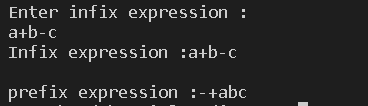 Enter infix expression :
a+b-c
Infix expression :a+b-c
prefix expression :-+abc